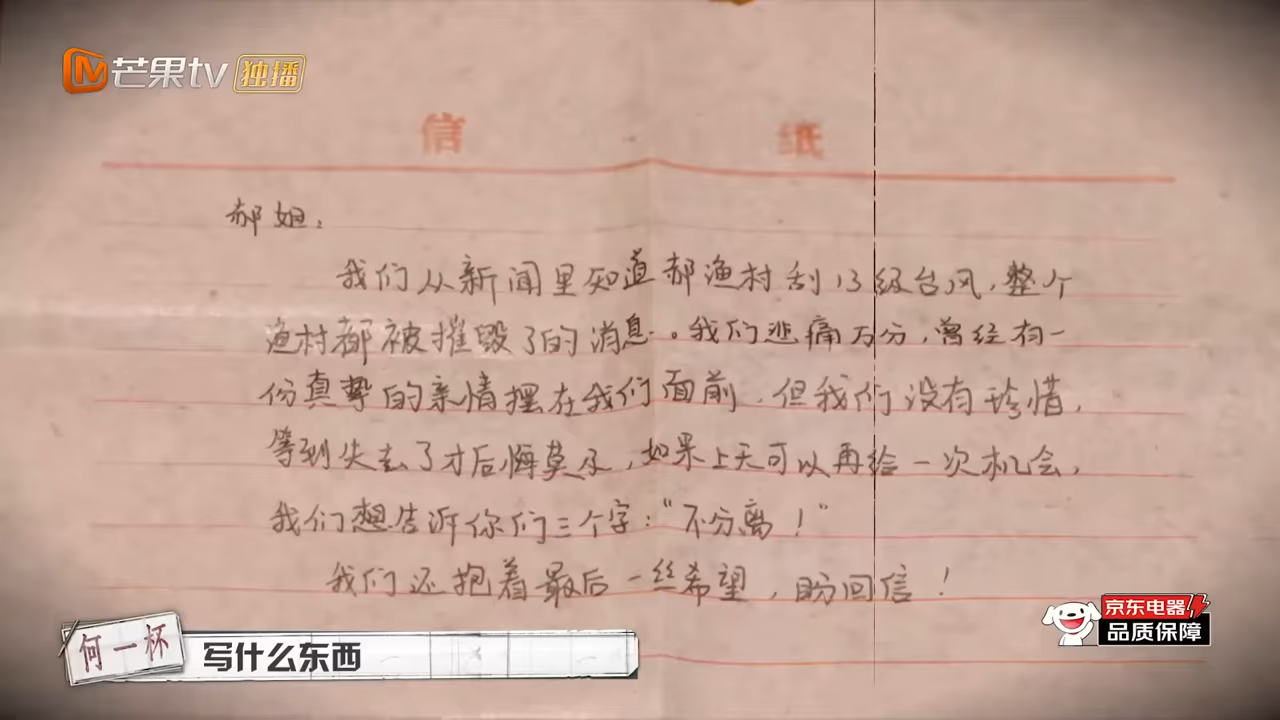 芒果tv 独播
信 纸
郝姐：
我们从新闻里知道郝渔村刮13级台风，整个
渔村都被摧毁了的消息。我们悲痛万分，曾经有一
份真挚的亲情摆在我们面前，但我们没有珍惜，
等到失去了才后悔莫及，如果上天可以再给一次机会，
我们想告诉你们三个字："不分离！"
我们还抱着最后一丝希望，盼回信！
何一杯 写什么东西
京东电器
品质保障